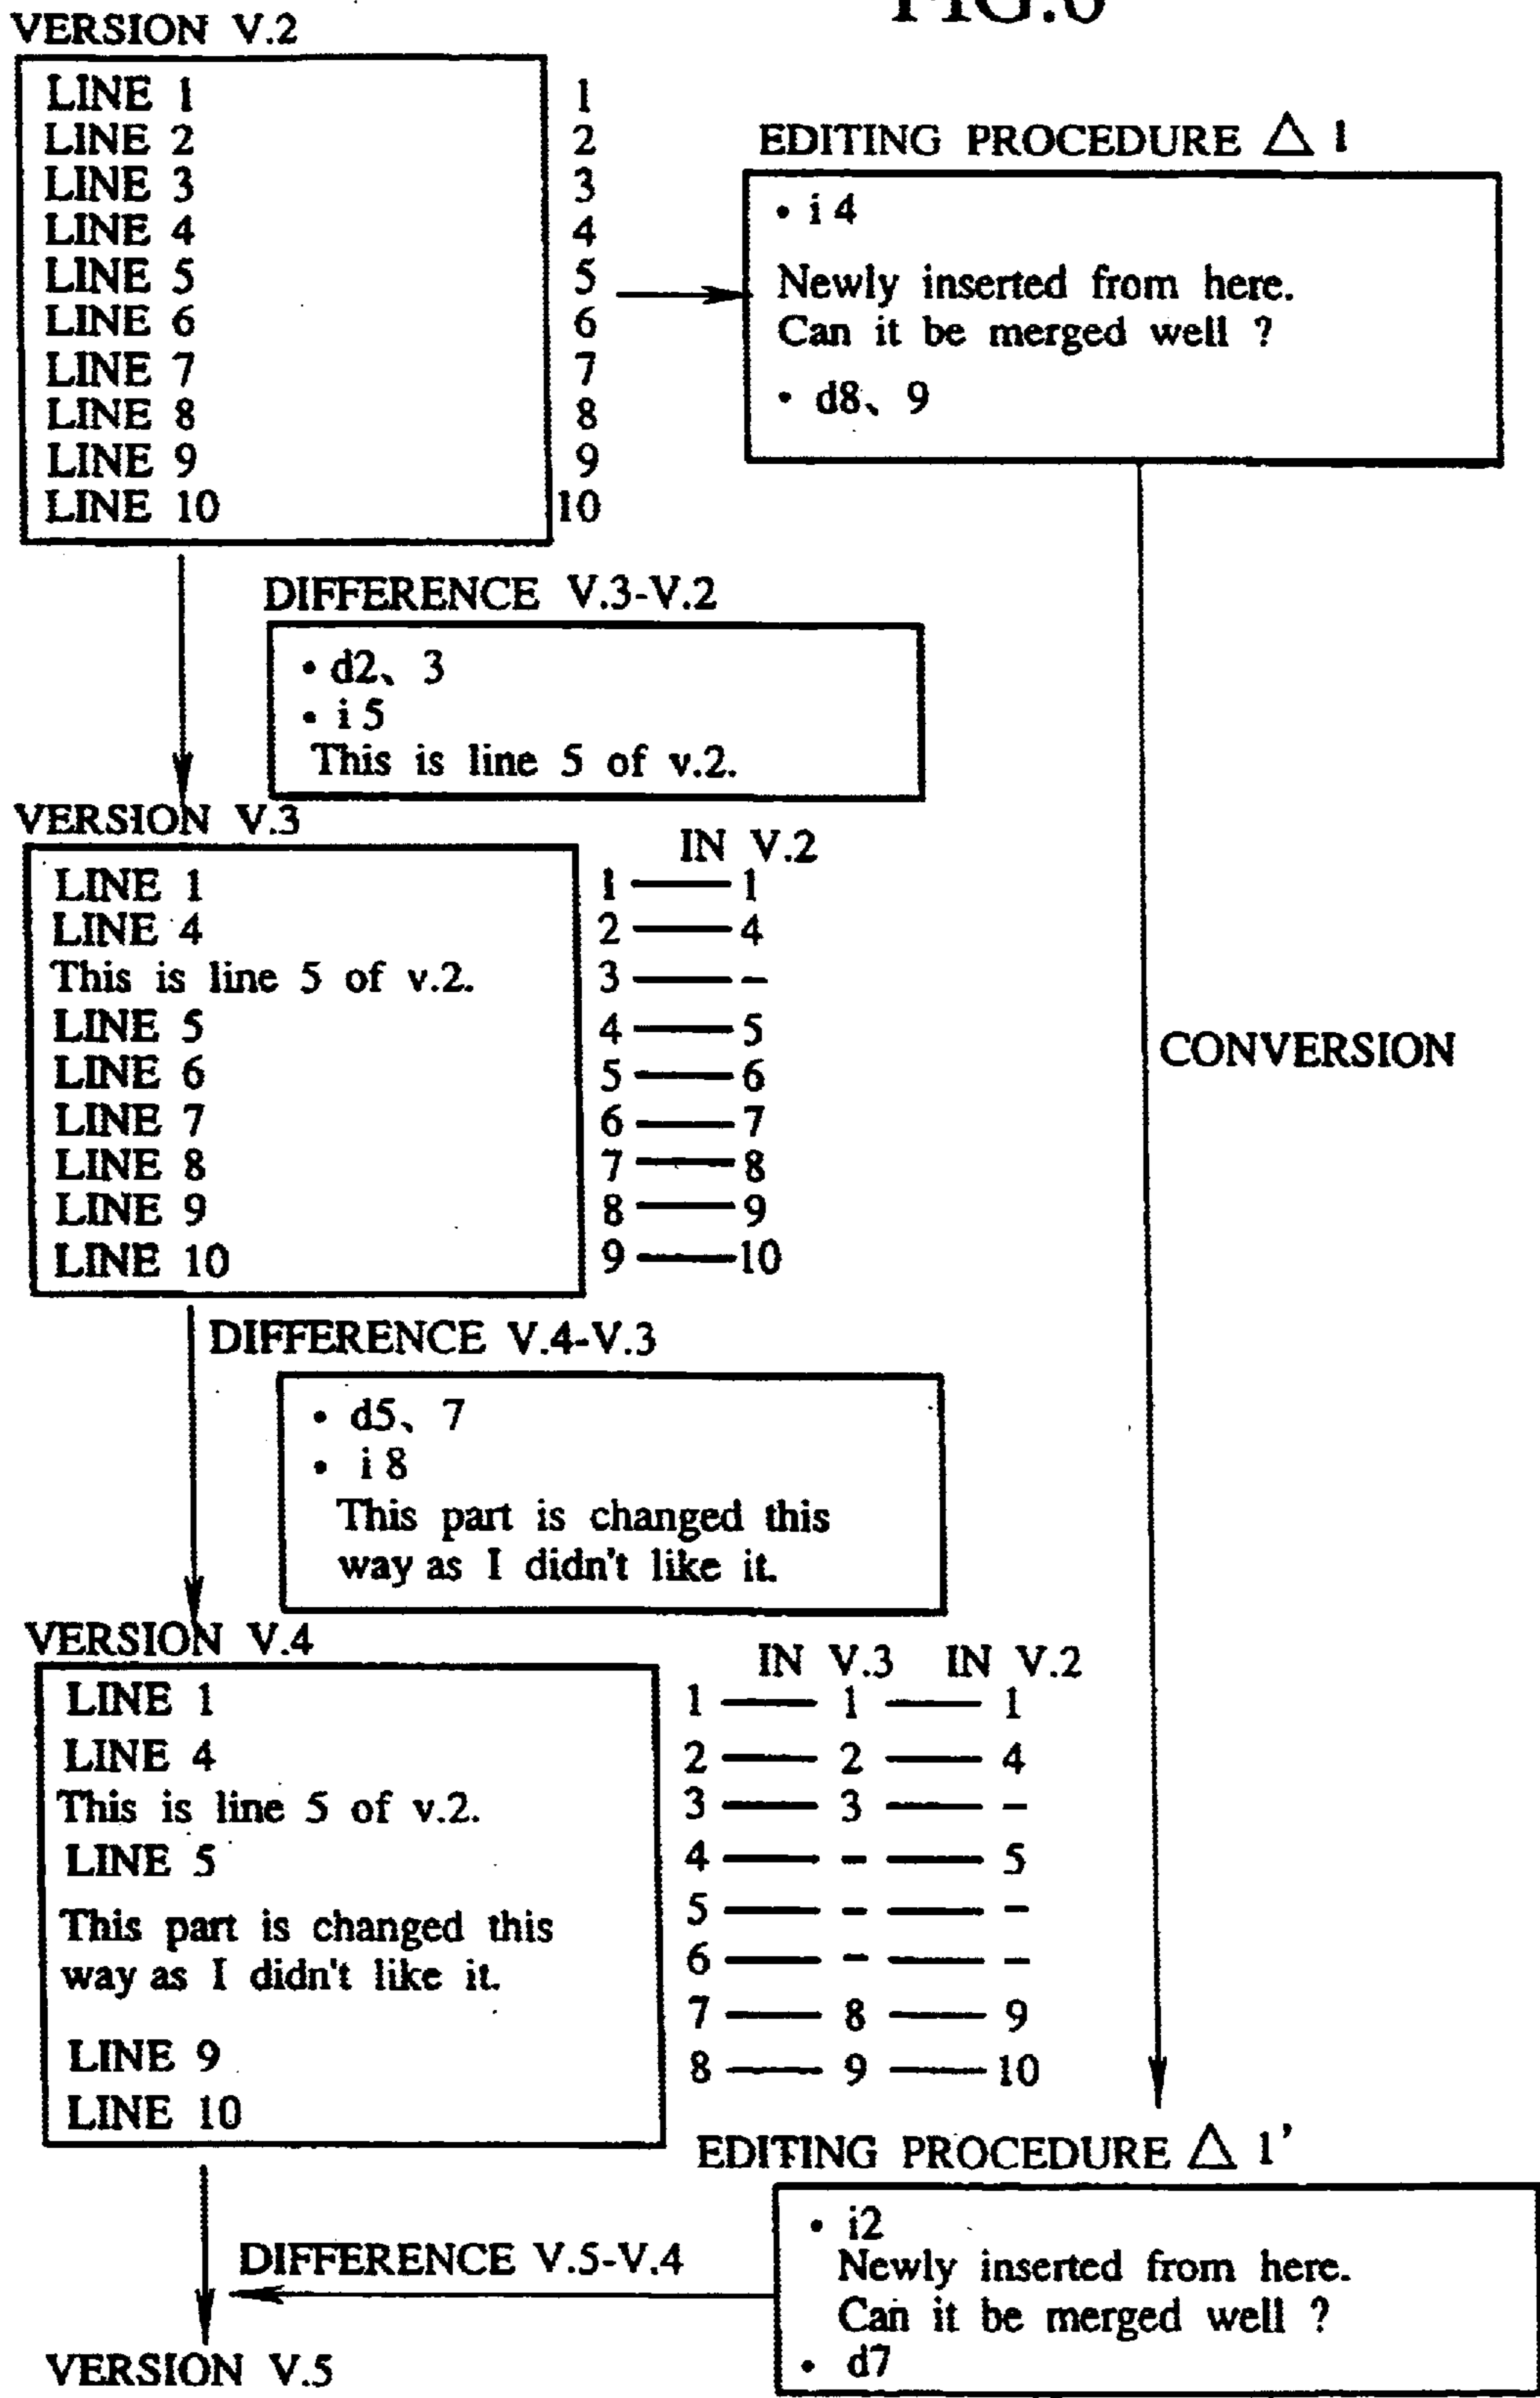 FIG.6
VERSION V.2
LINE 1 1
LINE 2 2
LINE 3 3
LINE 4 4
LINE 5 5
LINE 6 6
LINE 7 7
LINE 8 8
LINE 9 9
LINE 10 10
EDITING PROCEDURE △ 1
• i 4
Newly inserted from here.
Can it be merged well ?
• d8、 9
DIFFERENCE V.3-V.2
• d2、 3
• i 5
This is line 5 of v.2.
VERSION V.3
IN V.2
LINE 1 1 — 1
LINE 4 2 — 4
This is line 5 of v.2. 3 — –
LINE 5 4 — 5
LINE 6 5 — 6
LINE 7 6 — 7
LINE 8 7 — 8
LINE 9 8 — 9
LINE 10 9 — 10
CONVERSION
DIFFERENCE V.4-V.3
• d5、 7
• i 8
This part is changed this
way as I didn't like it.
VERSION V.4
IN V.3 IN V.2
LINE 1 1 — 1 — 1
LINE 4 2 — 2 — 4
This is line 5 of v.2. 3 — 3 — –
LINE 5 4 — – — 5
This part is changed this 5 — – — –
way as I didn't like it. 6 — – — –
LINE 9 7 — 8 — 9
LINE 10 8 — 9 — 10
EDITING PROCEDURE △ 1'
• i2
Newly inserted from here.
Can it be merged well ?
• d7
DIFFERENCE V.5-V.4
VERSION V.5